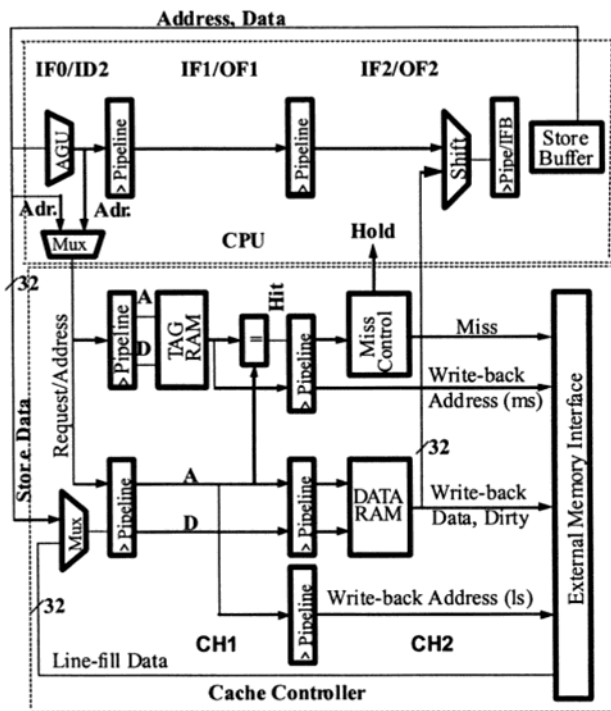 Address, Data
IF0/ID2
IF1/OF1
IF2/OF2
AGU
> Pipeline
> Pipeline
Shift
>Pipe/IFB
Store
Buffer
Adr.
Adr.
Mux
CPU
Hold
32
Request/Address
> Pipeline
A
D
TAG
RAM
=
Hit
> Pipeline
Miss
Control
Miss
Write-back
Address (ms)
32
External Memory Interface
Store Data
Mux
> Pipeline
A
D
> Pipeline
DATA
RAM
Write-back
Data, Dirty
> Pipeline
Write-back Address (ls)
32
CH1
CH2
Line-fill Data
Cache Controller